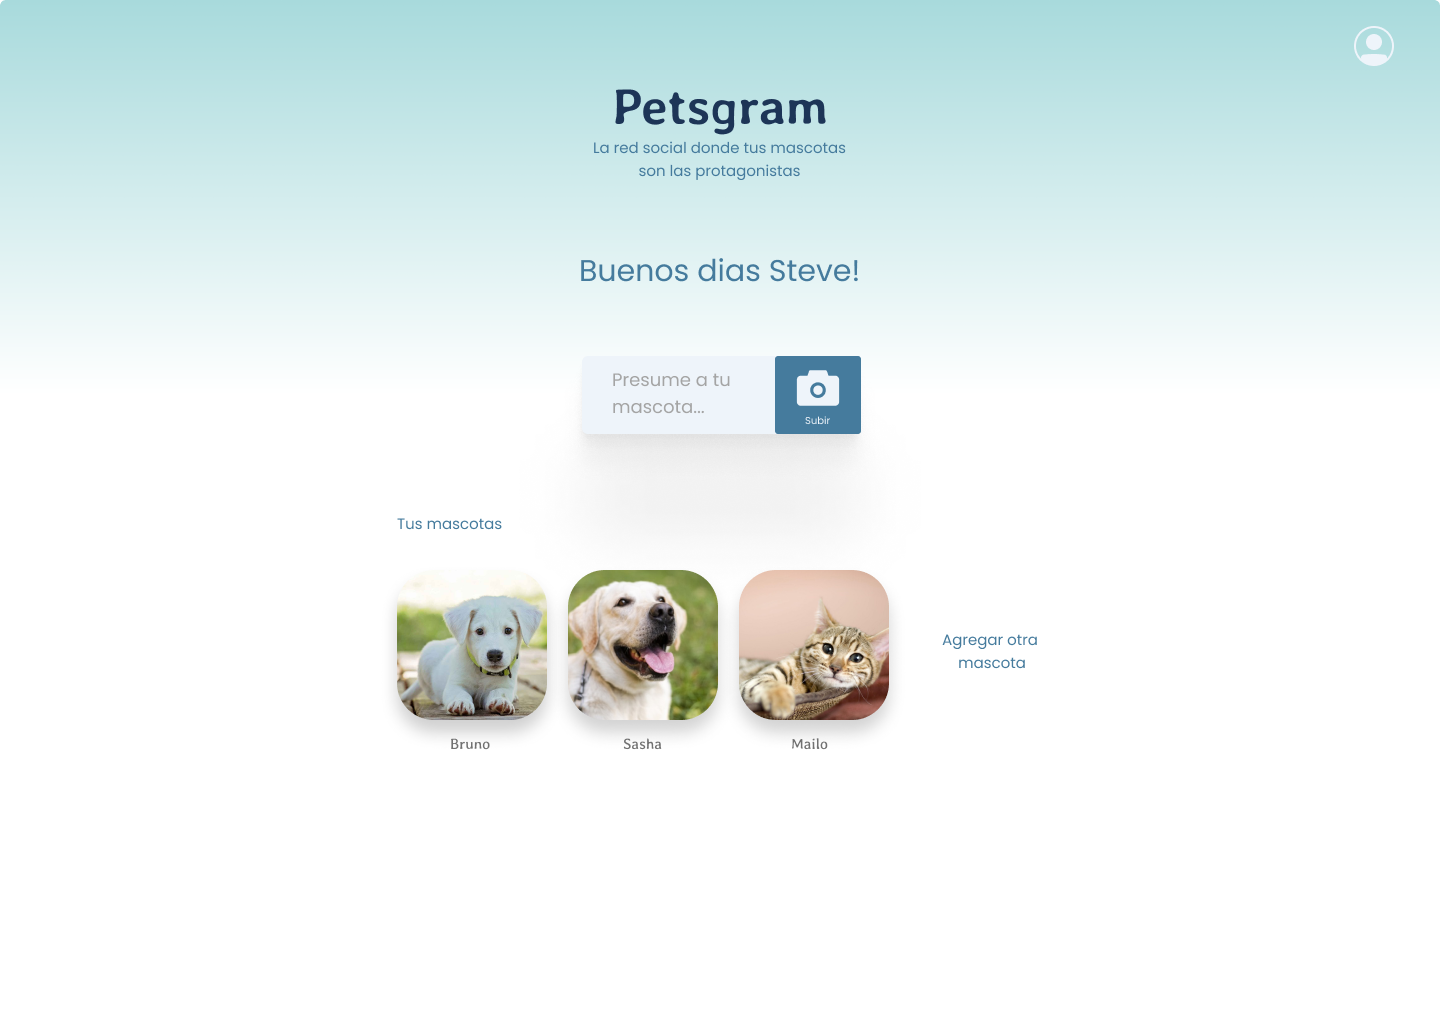 Petsgram
La red social donde tus mascotas
son las protagonistas
Buenos dias Steve!
Presume a tu
mascota...
Subir
Tus mascotas
Agregar otra
mascota
Bruno
Sasha
Mailo